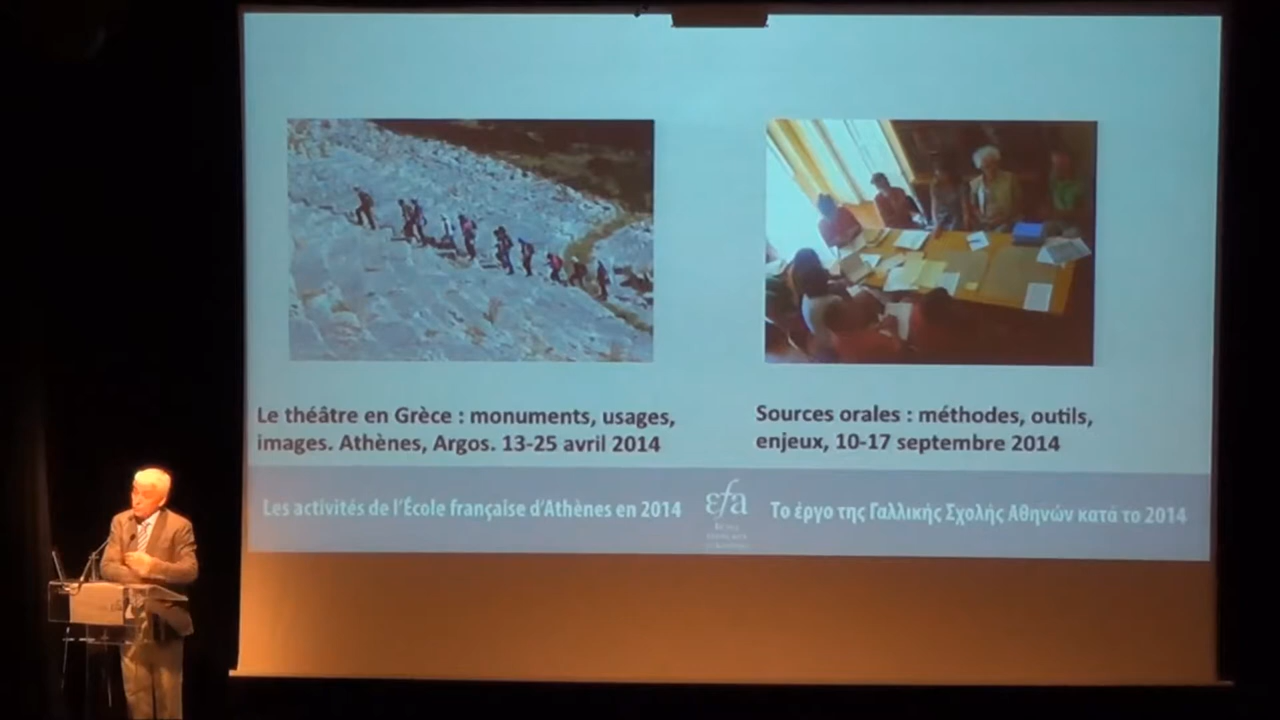 Le théâtre en Grèce : monuments, usages,
images. Athènes, Argos. 13-25 avril 2014
Sources orales : méthodes, outils,
enjeux, 10-17 septembre 2014
Les activités de l'École française d'Athènes en 2014
εfa
Το έργο της Γαλλικής Σχολής Αθηνών κατά το 2014